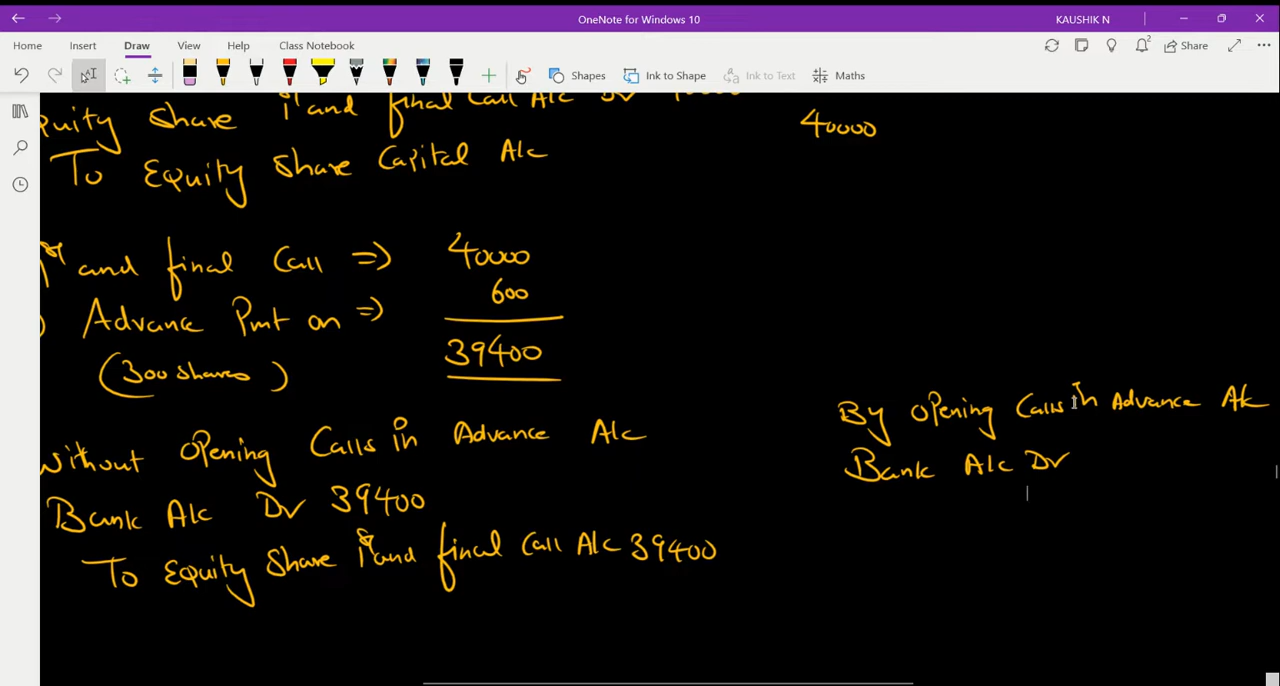 OneNote for Windows 10
KAUSHIK N
Home Insert Draw View Help Class Notebook
Share
Shapes Ink to Shape Ink to Text Maths
quity Share 1st and final Call A/c Dr
40000
To Equity Share Capital A/c
1st and final Call => 40000
600
) Advance Pmt on =>
39400
(300 shares)
Without Opening Calls in Advance A/c
Bank A/c Dr 39400
To Equity Share 1st and final Call A/c 39400
By Opening Calls in Advance A/c
Bank A/c Dr